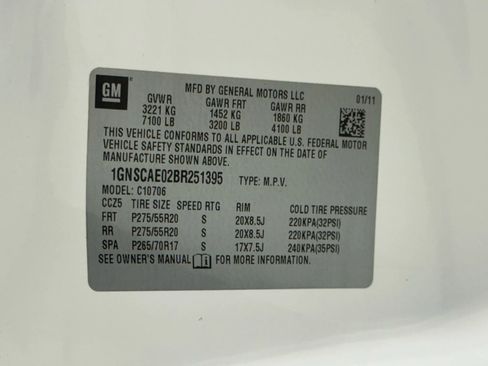 GM MFD BY GENERAL MOTORS LLC 01/11
GVWR GAWR FRT GAWR RR
3221 KG 1452 KG 1860 KG
7100 LB 3200 LB 4100 LB
THIS VEHICLE CONFORMS TO ALL APPLICABLE U.S. FEDERAL MOTOR
VEHICLE SAFETY STANDARDS IN EFFECT ON THE DATE OF
MANUFACTURE SHOWN ABOVE.
1GNSCAE02BR251395 TYPE: M.P.V.
MODEL: C10706
CCZ5 TIRE SIZE SPEED RTG RIM COLD TIRE PRESSURE
FRT P275/55R20 S 20X8.5J 220KPA(32PSI)
RR P275/55R20 S 20X8.5J 220KPA(32PSI)
SPA P265/70R17 S 17X7.5J 240KPA(35PSI)
SEE OWNER'S MANUAL FOR MORE INFORMATION.